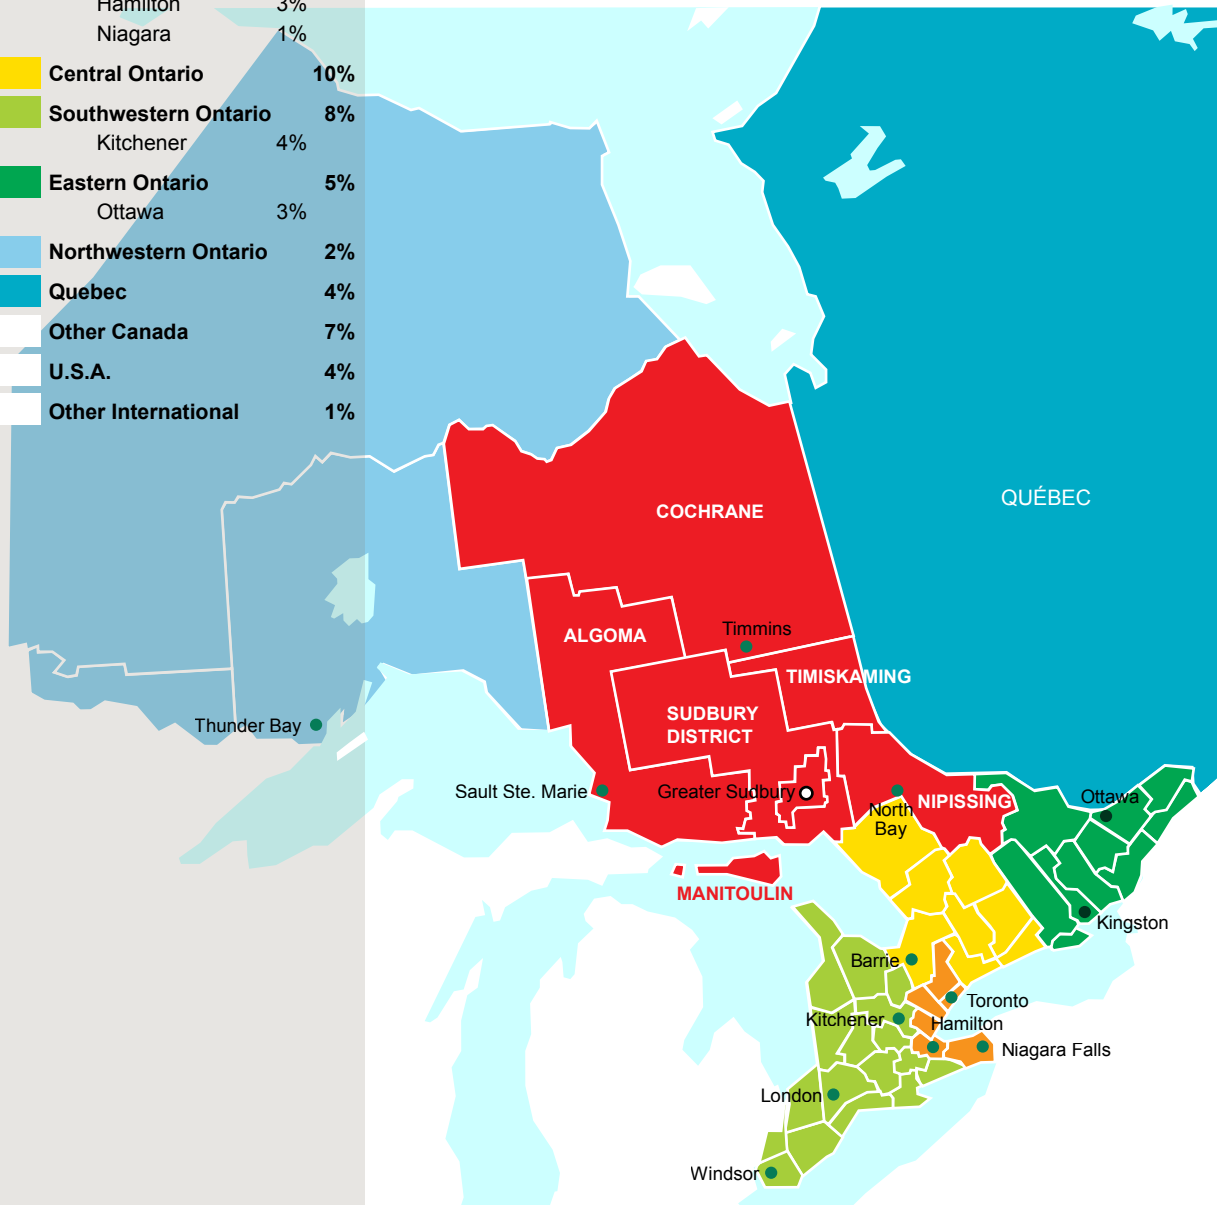 Hamilton 3%
Niagara 1%
Central Ontario 10%
Southwestern Ontario 8%
Kitchener 4%
Eastern Ontario 5%
Ottawa 3%
Northwestern Ontario 2%
Quebec 4%
Other Canada 7%
U.S.A. 4%
Other International 1%
QUÉBEC
COCHRANE
Timmins
ALGOMA
TIMISKAMING
SUDBURY
DISTRICT
Thunder Bay
Sault Ste. Marie
Greater Sudbury
North
Bay
NIPISSING
Ottawa
MANITOULIN
Kingston
Barrie
Toronto
Kitchener
Hamilton
Niagara Falls
London
Windsor